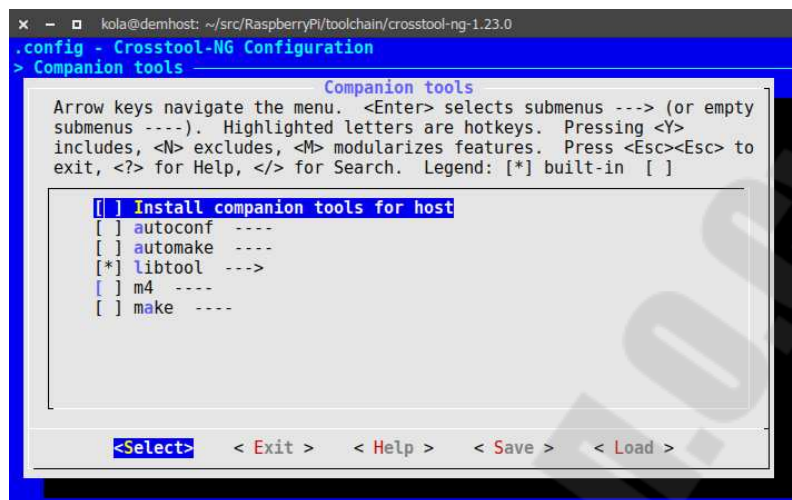 kola@demhost: ~/src/RaspberryPi/toolchain/crosstool-ng-1.23.0
.config - Crosstool-NG Configuration
> Companion tools
Companion tools
Arrow keys navigate the menu. <Enter> selects submenus ---> (or empty
submenus ----). Highlighted letters are hotkeys. Pressing <Y>
includes, <N> excludes, <M> modularizes features. Press <Esc><Esc> to
exit, <?> for Help, </> for Search. Legend: [*] built-in [ ]
[ ] Install companion tools for host
[ ] autoconf ----
[ ] automake ----
[*] libtool --->
[ ] m4 ----
[ ] make ----
<Select> < Exit > < Help > < Save > < Load >